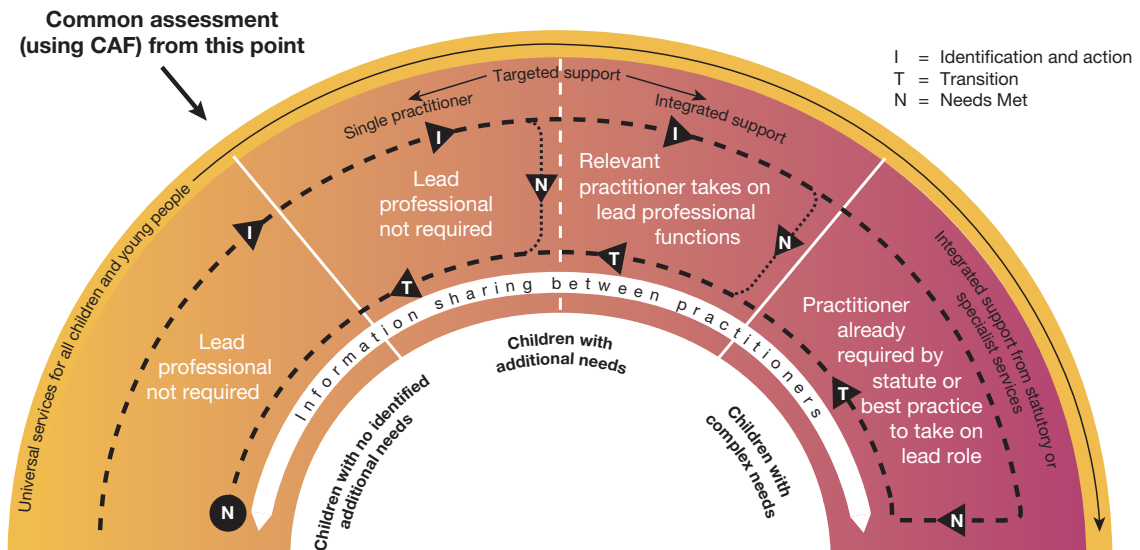 Common assessment
(using CAF) from this point
I = Identification and action
T = Transition
N = Needs Met
Targeted support
Single practitioner
Integrated support
I
I
I
Lead
professional
not required
N
Relevant
practitioner takes on
lead professional
functions
N
T
T
Universal services for all children and young people
Lead
professional
not required
N
Information sharing between practitioners
Practitioner
already
required by
statute or
best practice
to take on
lead role
T
N
Integrated support from statutory or
specialist services
Children with no identified
additional needs
Children with
additional needs
Children with
complex needs